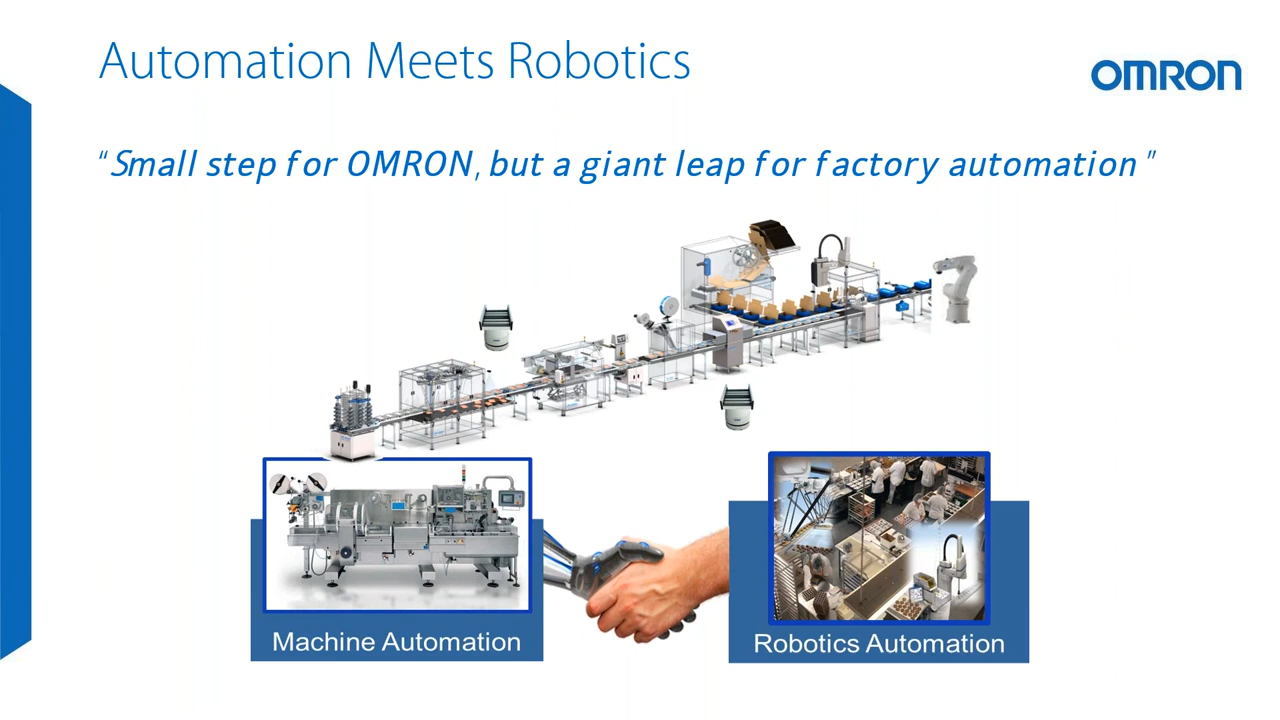 Automation Meets Robotics
OMRON
“Small step for OMRON, but a giant leap for factory automation ”
Machine Automation
Robotics Automation